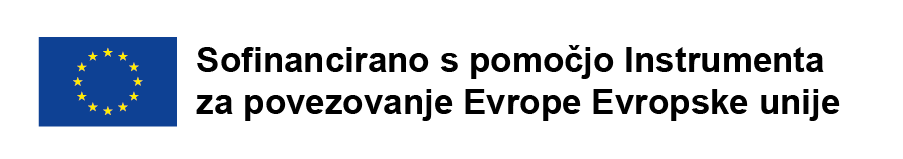 Sofinancirano s pomočjo Instrumenta
za povezovanje Evrope Evropske unije